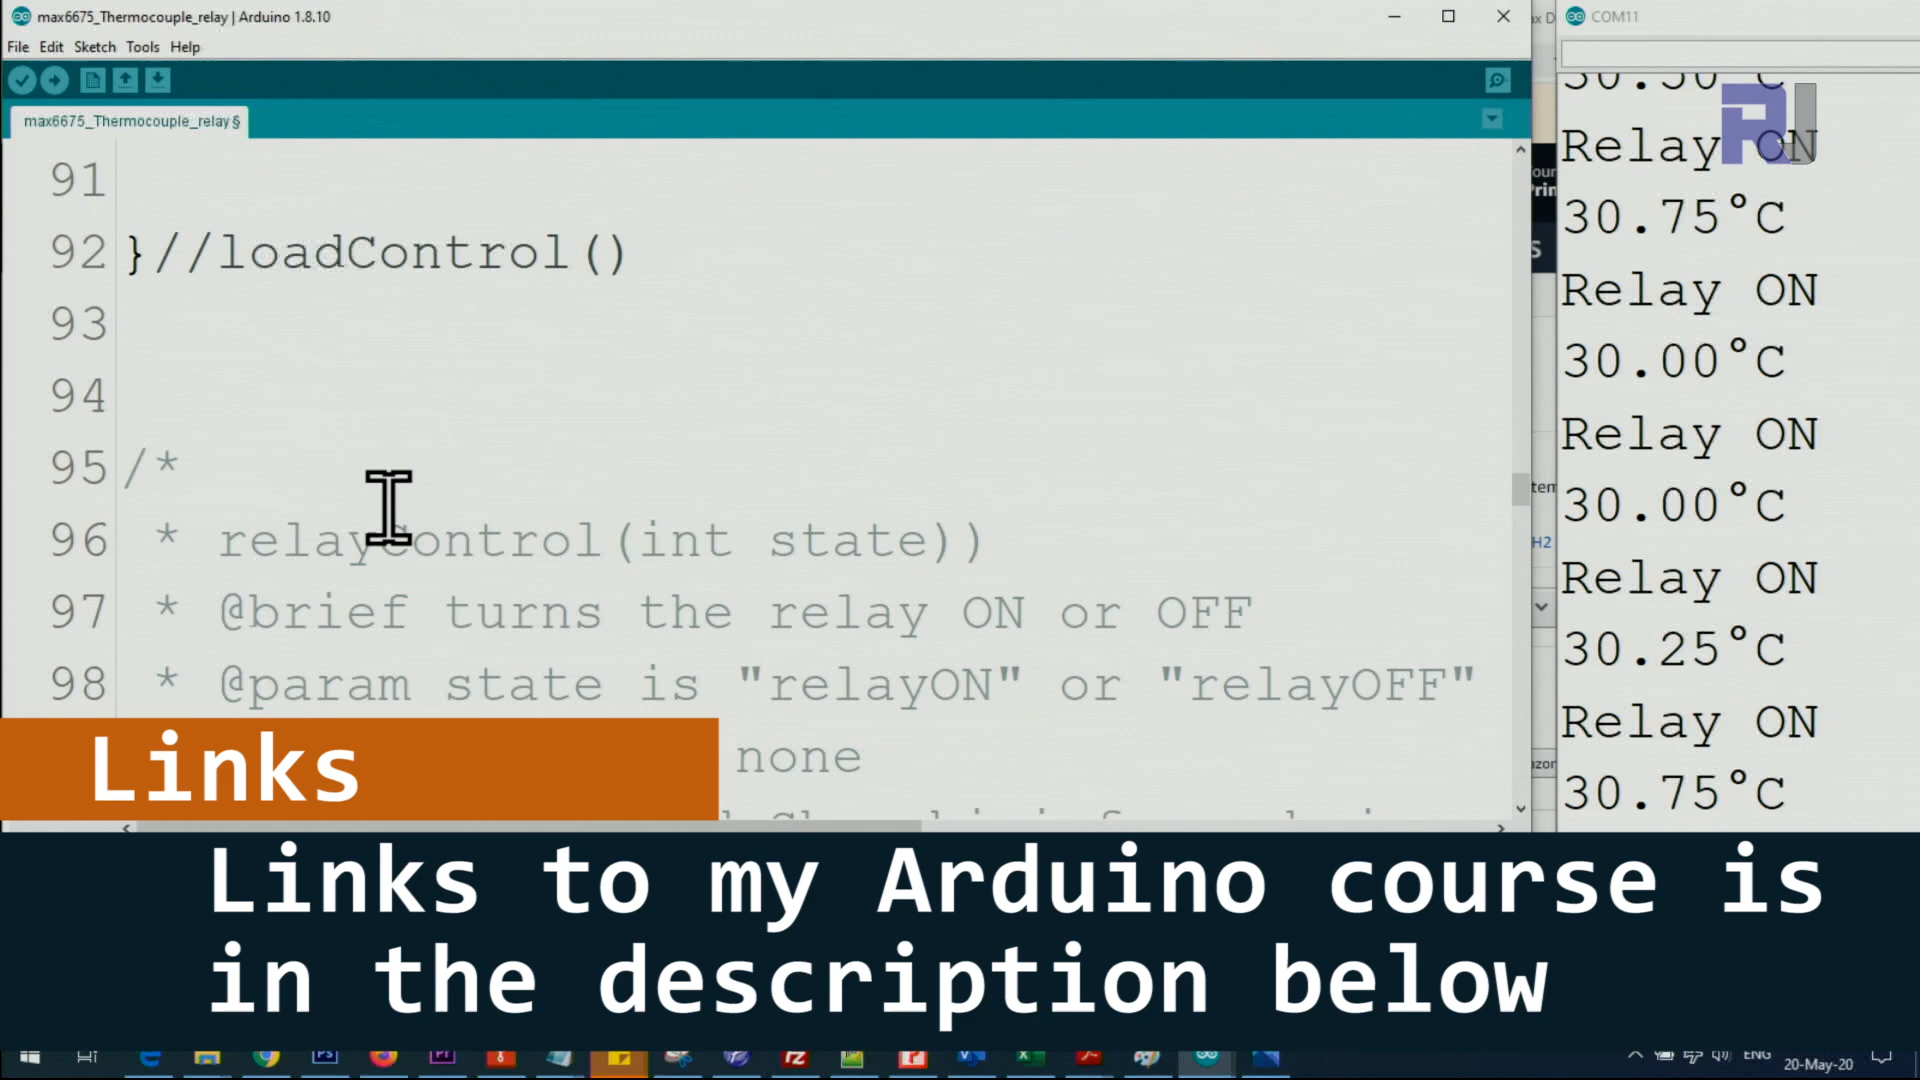 max6675_Thermocouple_relay | Arduino 1.8.10
File Edit Sketch Tools Help
max6675_Thermocouple_relay §
91
92 }//loadControl()
93
94
95 /*
96 * relayControl(int state))
97 * @brief turns the relay ON or OFF
98 * @param state is "relayON" or "relayOFF"
none
COM11
30.50°C
Relay ON
30.75°C
Relay ON
30.00°C
Relay ON
30.00°C
Relay ON
30.25°C
Relay ON
30.75°C
RJ
Links
Links to my Arduino course is
in the description below
ENG
20-May-20